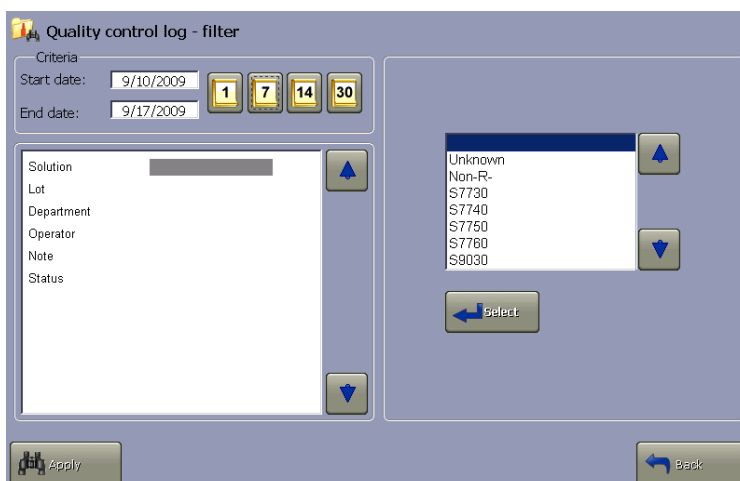 Quality control log - filter
Criteria
Start date: 9/10/2009
1 7 14 30
End date: 9/17/2009
Solution
Lot
Department
Operator
Note
Status
Unknown
Non-R-
S7730
S7740
S7750
S7760
S9030
Select
Apply
Back